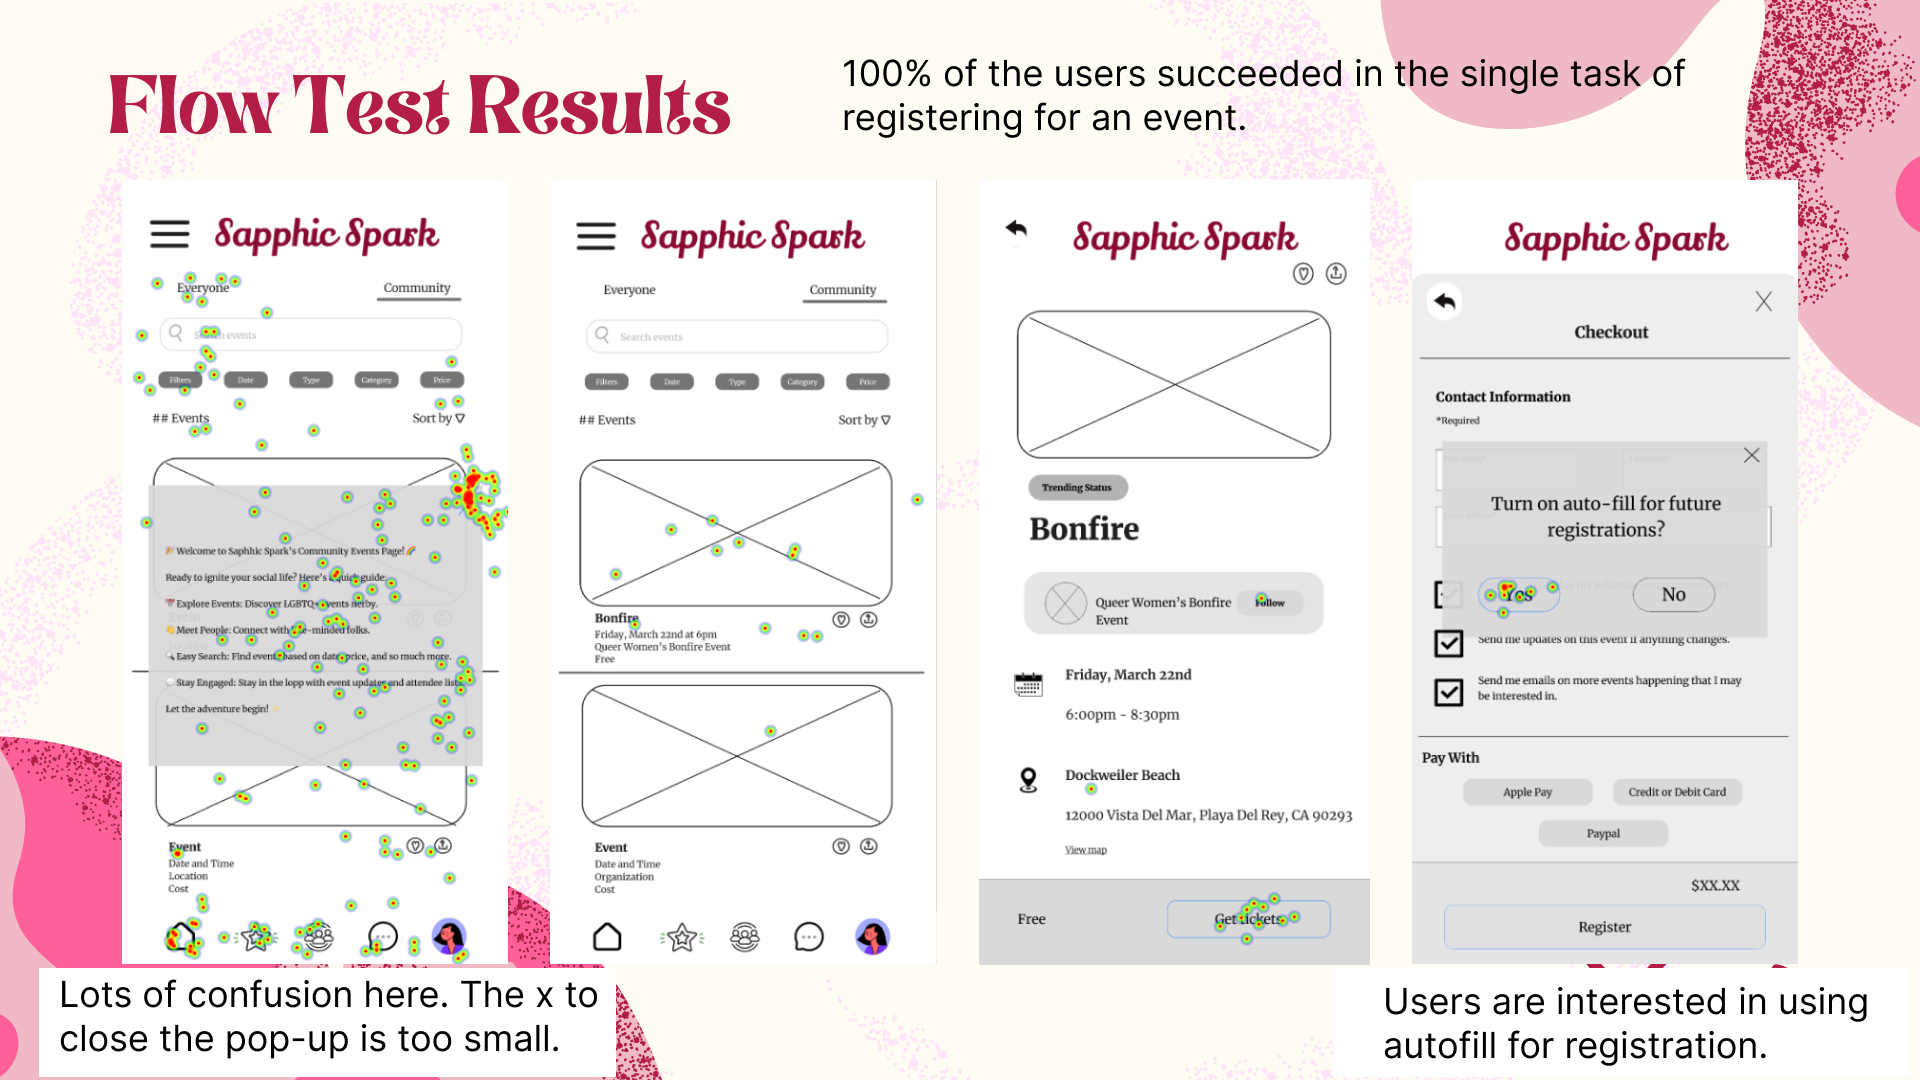 Flow Test Results
100% of the users succeeded in the single task of
registering for an event.
Sapphic Spark
Everyone
Community
Search events
Filters
Date
Type
Category
Price
## Events
Sort by
🎉 Welcome to Saphhic Spark's Community Events Page! 🌈
Ready to ignite your social life? Here's a quick guide:
Explore Events: Discover LGBTQ+ events nerby.
👋 Meet People: Connect with like-minded folks.
🔍 Easy Search: Find events based on date, price, and so much more.
💬 Stay Engaged: Stay in the lopp with event updates and attendee list
Let the adventure begin! ✨
Event
Date and Time
Location
Cost
Lots of confusion here. The x to
close the pop-up is too small.
Sapphic Spark
Everyone
Community
Search events
Filters
Date
Type
Category
Price
## Events
Sort by
Bonfire
Friday, March 22nd at 6pm
Queer Women's Bonfire Event
Free
Event
Date and Time
Organization
Cost
Sapphic Spark
Trending Status
Bonfire
Queer Women's Bonfire
Event
Follow
Friday, March 22nd
6:00pm - 8:30pm
Dockweiler Beach
12000 Vista Del Mar, Playa Del Rey, CA 90293
View map
Free
Get tickets
Sapphic Spark
X
Checkout
Contact Information
*Required
Turn on auto-fill for future
registrations?
Yes
No
Send me updates on this event if anything changes.
Send me emails on more events happening that I may
be interested in.
Pay With
Apple Pay
Credit or Debit Card
Paypal
$XX.XX
Register
Users are interested in using
autofill for registration.